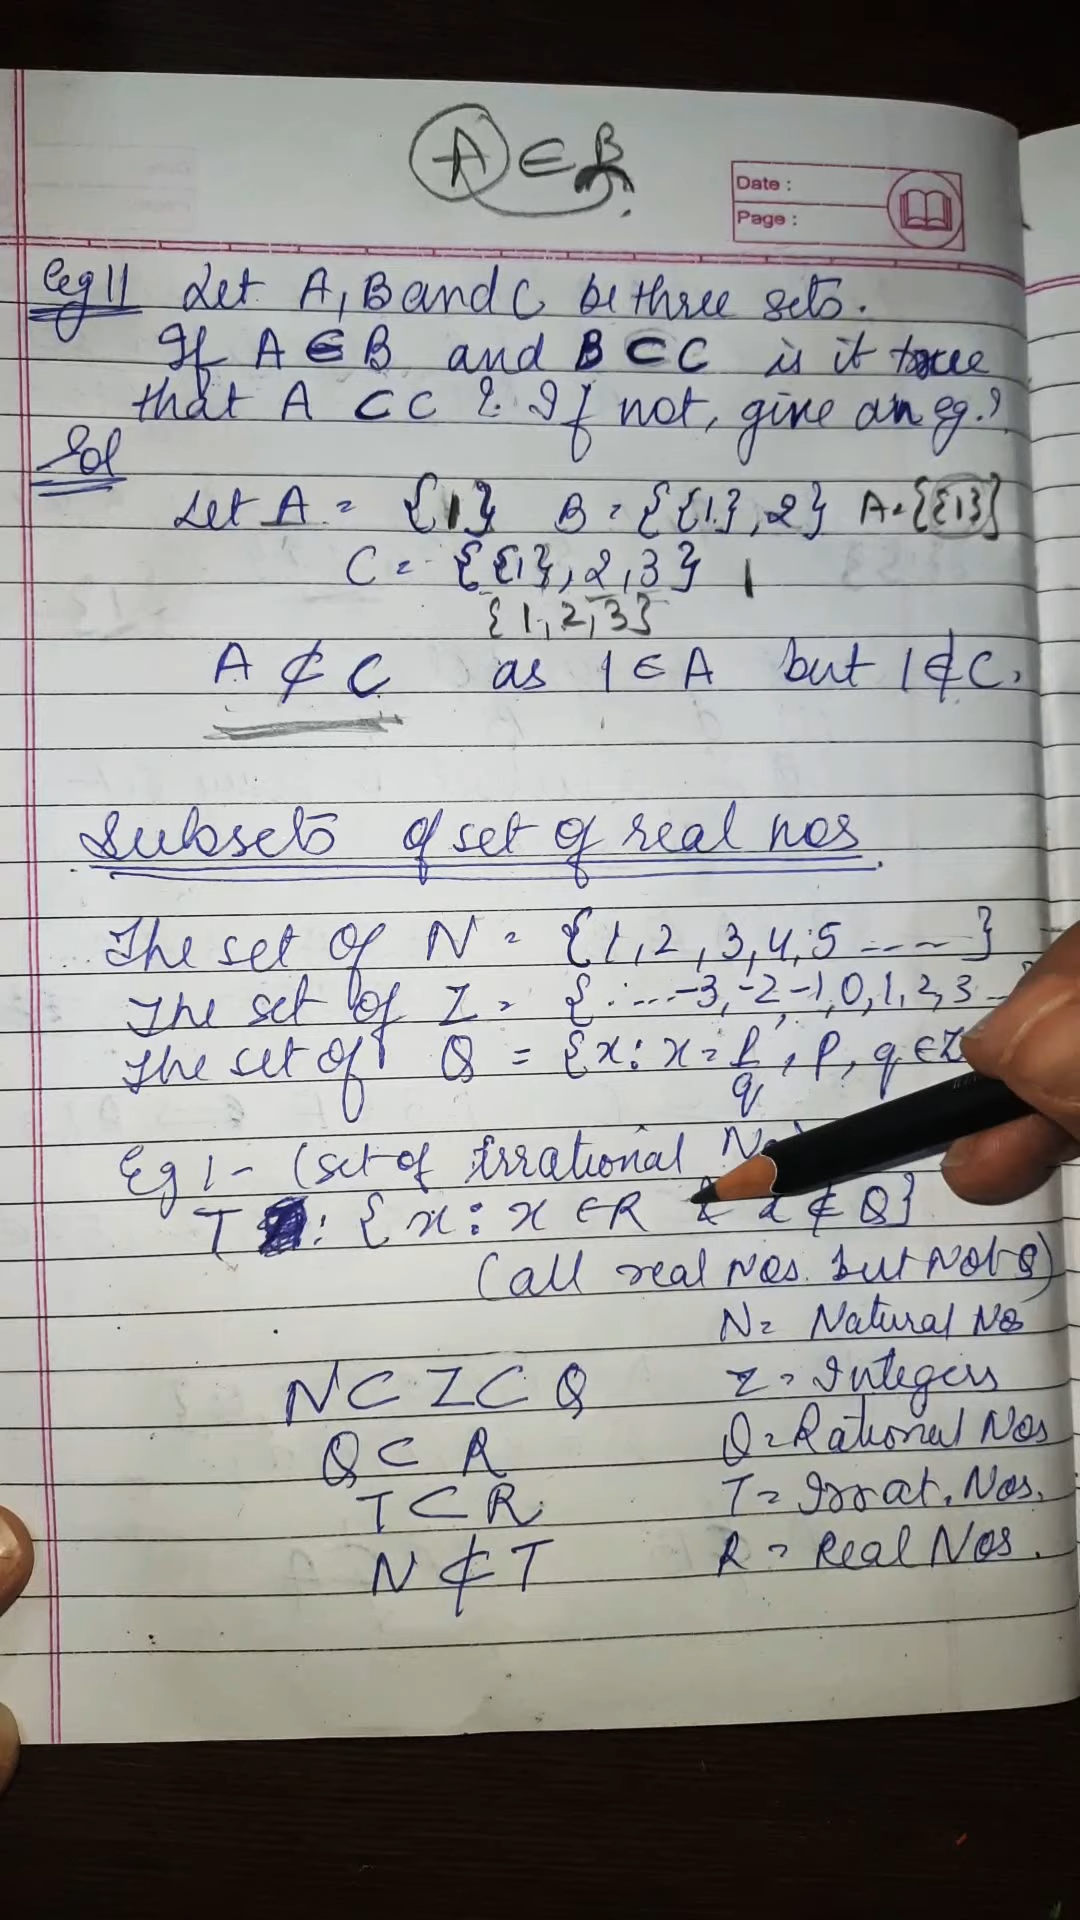 A ∈ B
Date :
Page :
Eg 11 Let A, B and C be three sets.
If A ∈ B and B ⊂ C is it true
that A ⊂ C ? If not, give an eg.?
Sol
Let A = {1} B = {{1}, 2} A = {{1}}
C = {{1}, 2, 3} 1
{1, 2, 3}
A ⊄ C as 1 ∈ A but 1 ∉ C.
Subsets of set of real nos.
The set of N = {1, 2, 3, 4, 5 ----- }
The set of Z = {.....-3, -2 -1, 0, 1, 2, 3 --
The set of Q = {x : x = p/q, p, q ∈ Z
Eg 1 - (set of Irrational
T : {x : x ∈ R & x ∉ Q}
(all real Nos. but Not Q)
N = Natural Nos
N ⊂ Z ⊂ Q Z = Integers
Q ⊂ R Q = Rational Nos
T ⊂ R. T = Irrat. Nos.
N ⊄ T R = Real Nos.